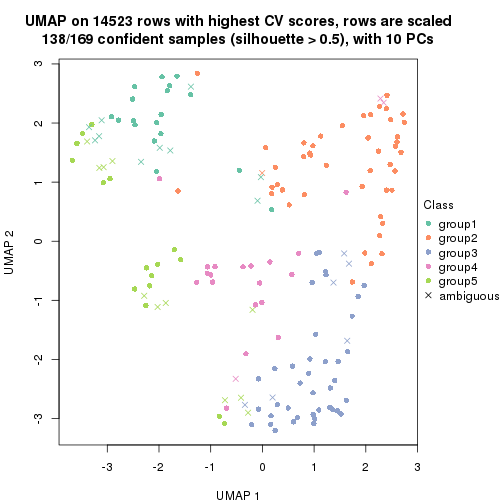 UMAP on 14523 rows with highest CV scores, rows are scaled
138/169 confident samples (silhouette > 0.5), with 10 PCs
3
2
1
0
-1
-2
-3
UMAP 2
-3
-2
-1
0
1
2
3
UMAP 1
Class
group1
group2
group3
group4
group5
ambiguous